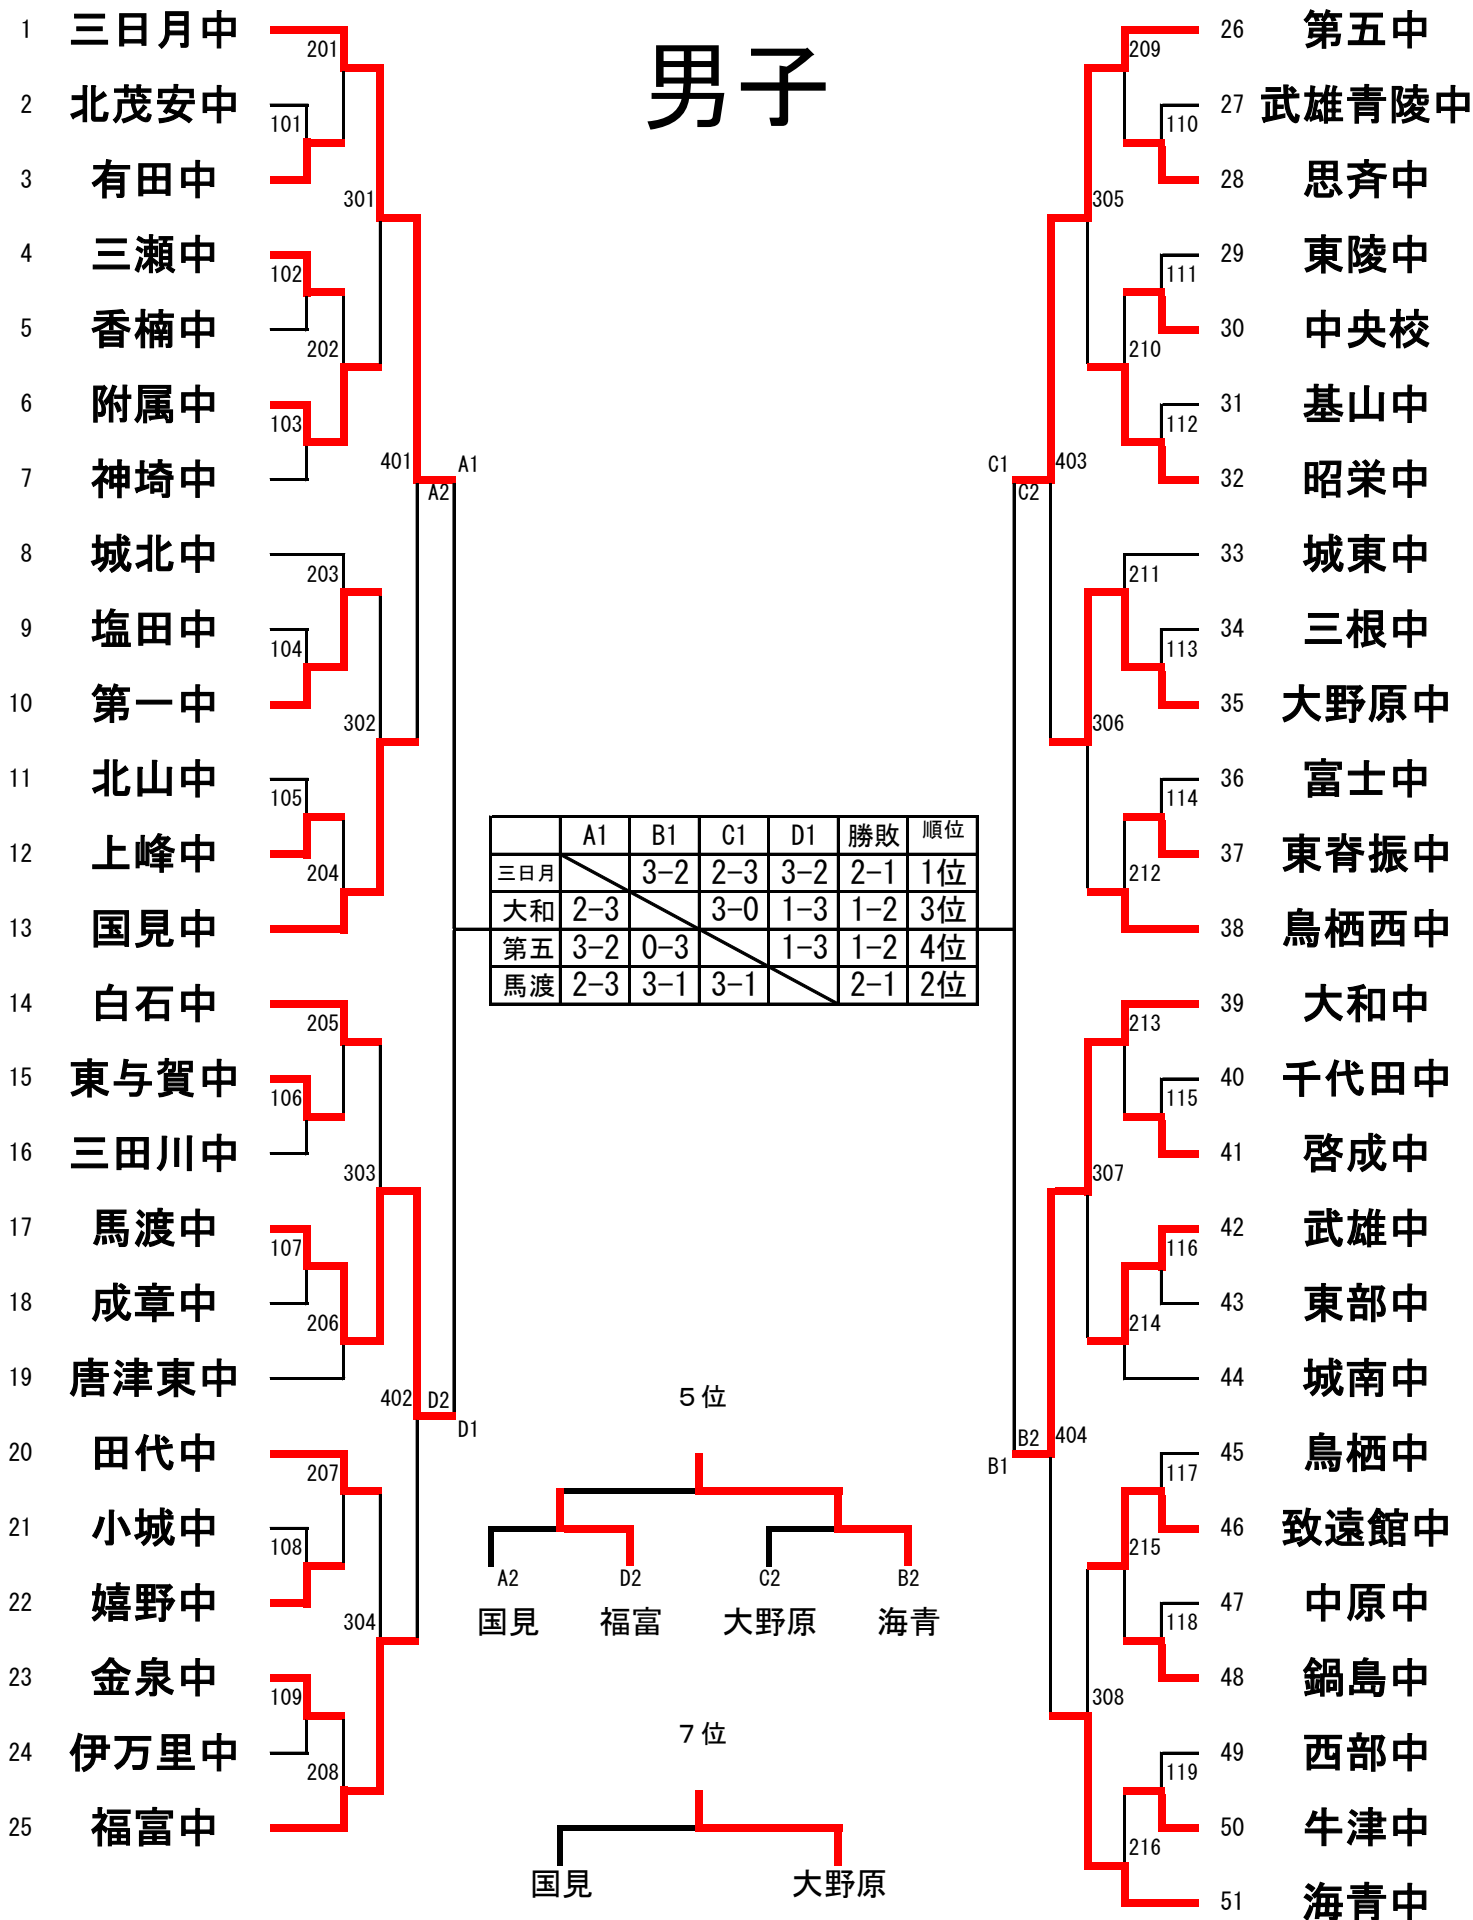 男子
1 三日月中
2 北茂安中
3 有田中
4 三瀬中
5 香楠中
6 附属中
7 神埼中
8 城北中
9 塩田中
10 第一中
11 北山中
12 上峰中
13 国見中
14 白石中
15 東与賀中
16 三田川中
17 馬渡中
18 成章中
19 唐津東中
20 田代中
21 小城中
22 嬉野中
23 金泉中
24 伊万里中
25 福富中
201
101
301
102
202
103
401
A1
A2
203
104
302
105
204
205
106
303
107
206
402
D2
D1
207
108
304
109
208
A1 B1 C1 D1 勝敗 順位
三日月 3-2 2-3 3-2 2-1 1位
大和 2-3 3-0 1-3 1-2 3位
第五 3-2 0-3 1-3 1-2 4位
馬渡 2-3 3-1 3-1 2-1 2位
5位
A2 D2 C2 B2
国見 福富 大野原 海青
7位
国見 大野原
209
110
305
111
210
112
C1
403
C2
211
113
306
114
212
213
115
307
116
214
B2
404
B1
117
215
118
308
119
216
26 第五中
27 武雄青陵中
28 思斉中
29 東陵中
30 中央校
31 基山中
32 昭栄中
33 城東中
34 三根中
35 大野原中
36 富士中
37 東脊振中
38 鳥栖西中
39 大和中
40 千代田中
41 啓成中
42 武雄中
43 東部中
44 城南中
45 鳥栖中
46 致遠館中
47 中原中
48 鍋島中
49 西部中
50 牛津中
51 海青中